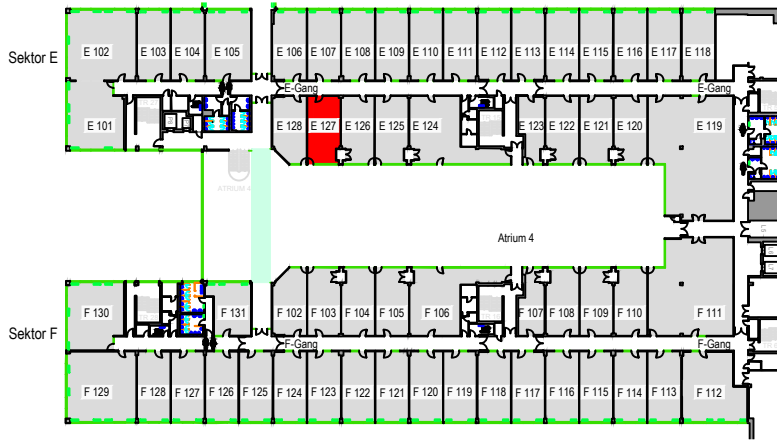 E 102 E 103 E 104 E 105 E 106 E 107 E 108 E 109 E 110 E 111 E 112 E 113 E 114 E 115 E 116 E 117 E 118
Sektor E
E-Gang E-Gang
E 101 E 128 E 127 E 126 E 125 E 124 E 123 E 122 E 121 E 120 E 119
ATRIUM 4
Atrium 4
F 130 F 131 F 102 F 103 F 104 F 105 F 106 F 107 F 108 F 109 F 110 F 111
Sektor F
F-Gang F-Gang
F 129 F 128 F 127 F 126 F 125 F 124 F 123 F 122 F 121 F 120 F 119 F 118 F 117 F 116 F 115 F 114 F 113 F 112